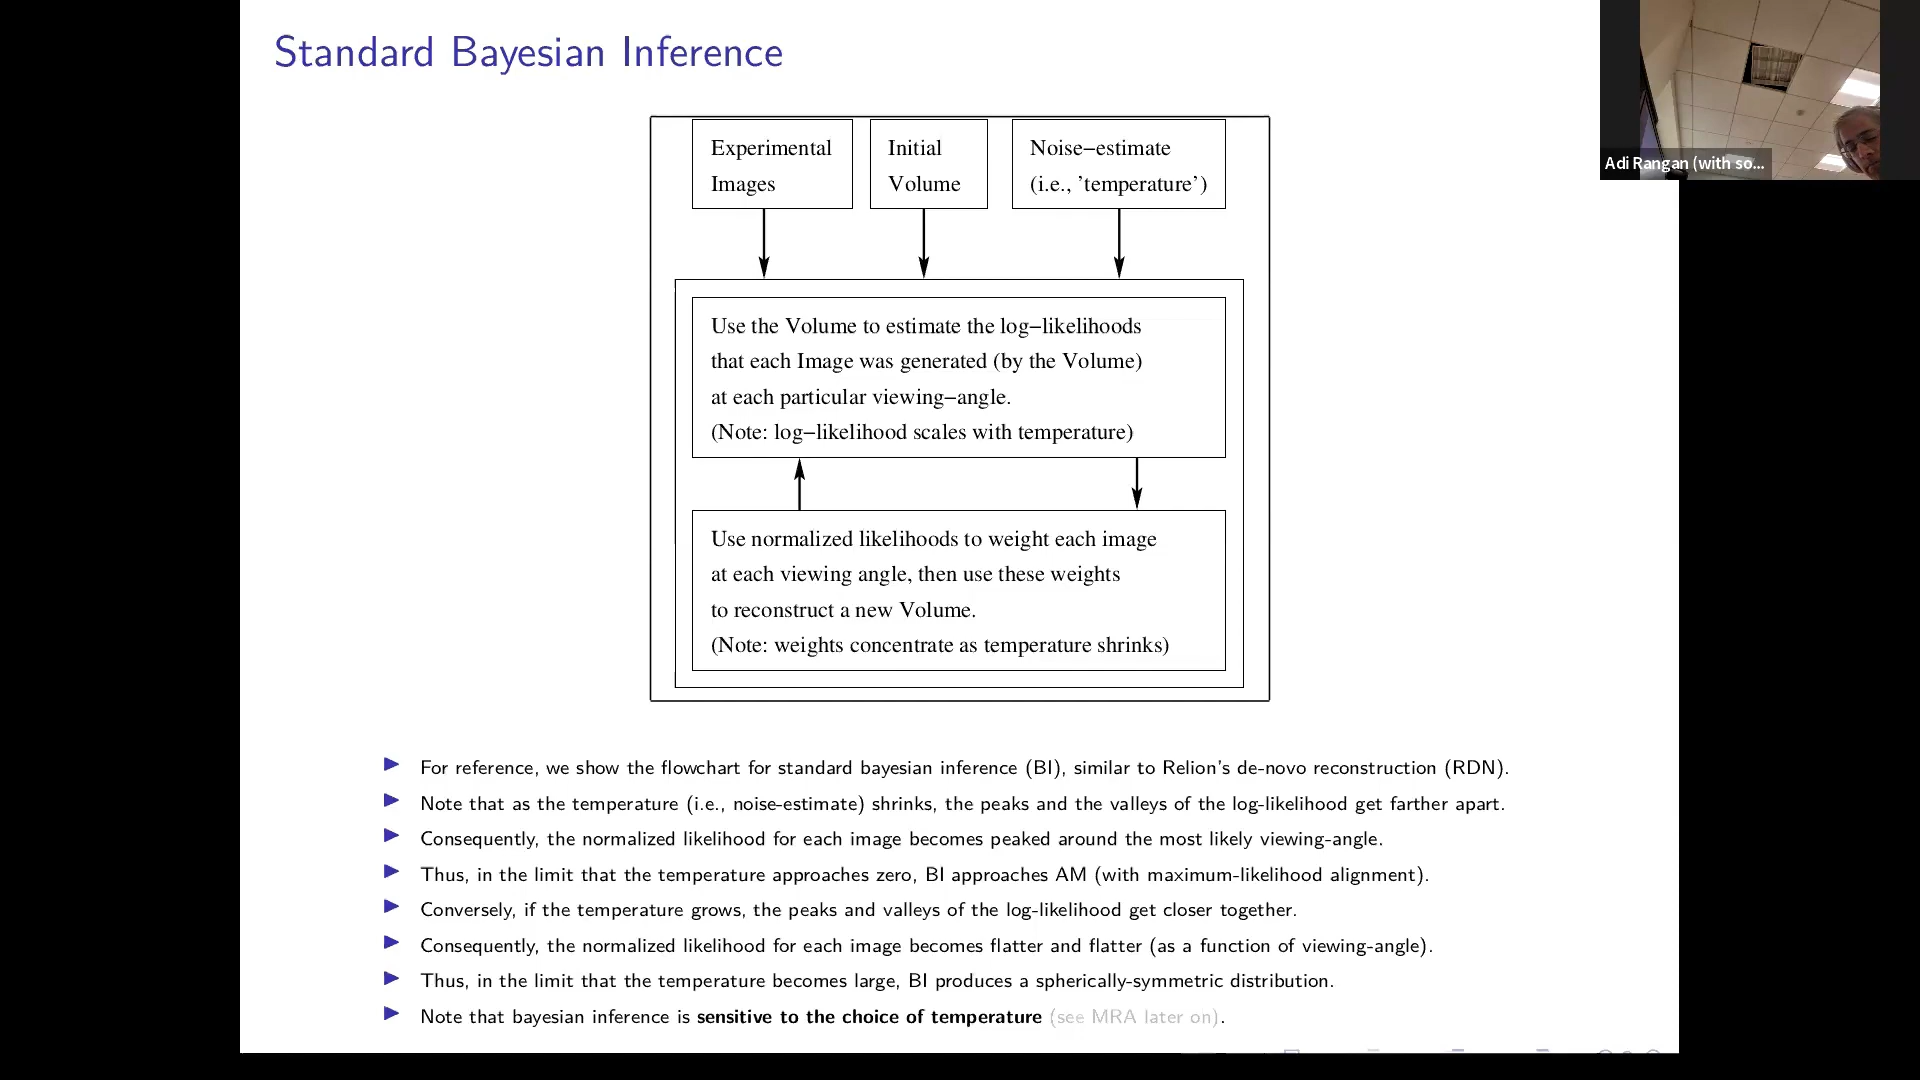 Standard Bayesian Inference
Experimental
Images
Initial
Volume
Noise−estimate
(i.e., ’temperature’)
Use the Volume to estimate the log−likelihoods
that each Image was generated (by the Volume)
at each particular viewing−angle.
(Note: log−likelihood scales with temperature)
Use normalized likelihoods to weight each image
at each viewing angle, then use these weights
to reconstruct a new Volume.
(Note: weights concentrate as temperature shrinks)
For reference, we show the flowchart for standard bayesian inference (BI), similar to Relion's de-novo reconstruction (RDN).
Note that as the temperature (i.e., noise-estimate) shrinks, the peaks and the valleys of the log-likelihood get farther apart.
Consequently, the normalized likelihood for each image becomes peaked around the most likely viewing-angle.
Thus, in the limit that the temperature approaches zero, BI approaches AM (with maximum-likelihood alignment).
Conversely, if the temperature grows, the peaks and valleys of the log-likelihood get closer together.
Consequently, the normalized likelihood for each image becomes flatter and flatter (as a function of viewing-angle).
Thus, in the limit that the temperature becomes large, BI produces a spherically-symmetric distribution.
Note that bayesian inference is sensitive to the choice of temperature (see MRA later on).
Adi Rangan (with so...